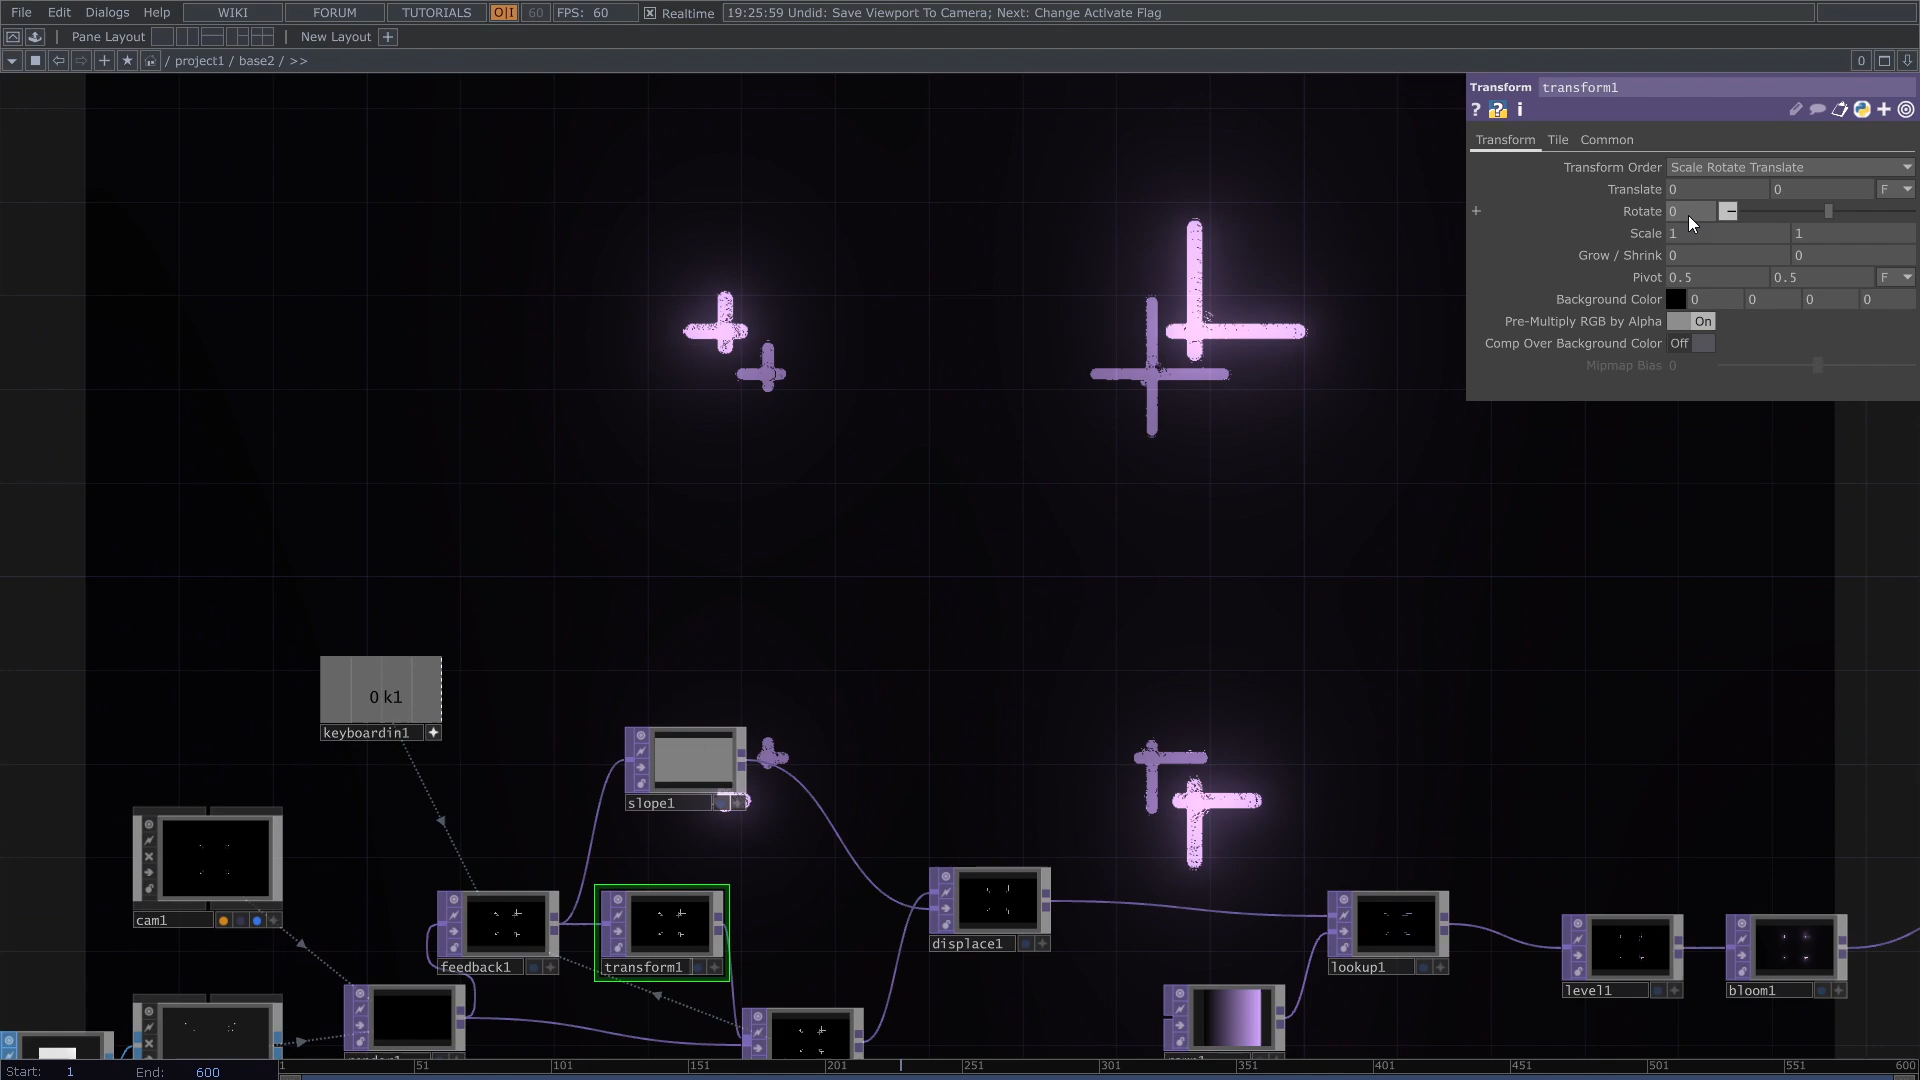 File Edit Dialogs Help WIKI FORUM TUTORIALS O|I 60 FPS: 60 Realtime 19:25:59 Undid: Save Viewport To Camera; Next: Change Activate Flag
Pane Layout New Layout +
/ project1 / base2 / >> 0
Transform transform1
? ? i
Transform Tile Common
Transform Order Scale Rotate Translate
Translate 0 0 F
+ Rotate 0
Scale 1 1
Grow / Shrink 0 0
Pivot 0.5 0.5 F
Background Color 0 0 0 0
Pre-Multiply RGB by Alpha On
Comp Over Background Color Off
Mipmap Bias 0
0 k1
keyboardin1
slope1
cam1
displace1
feedback1
transform1
lookup1
level1
bloom1
Start: 1 End: 600 1 51 101 151 201 251 301 351 401 451 501 551 600